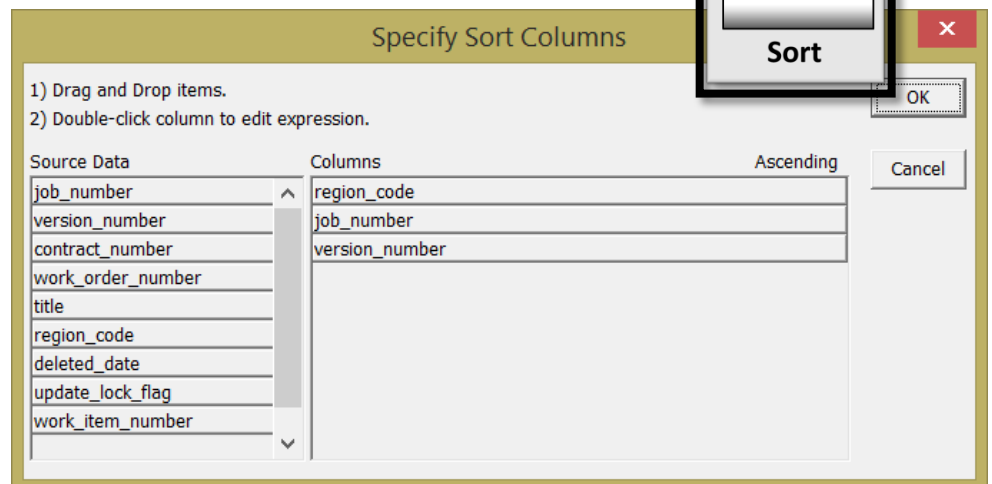 Specify Sort Columns
Sort
1) Drag and Drop items.
2) Double-click column to edit expression.
OK
Cancel
Source Data
job_number
version_number
contract_number
work_order_number
title
region_code
deleted_date
update_lock_flag
work_item_number
Columns
Ascending
region_code
job_number
version_number